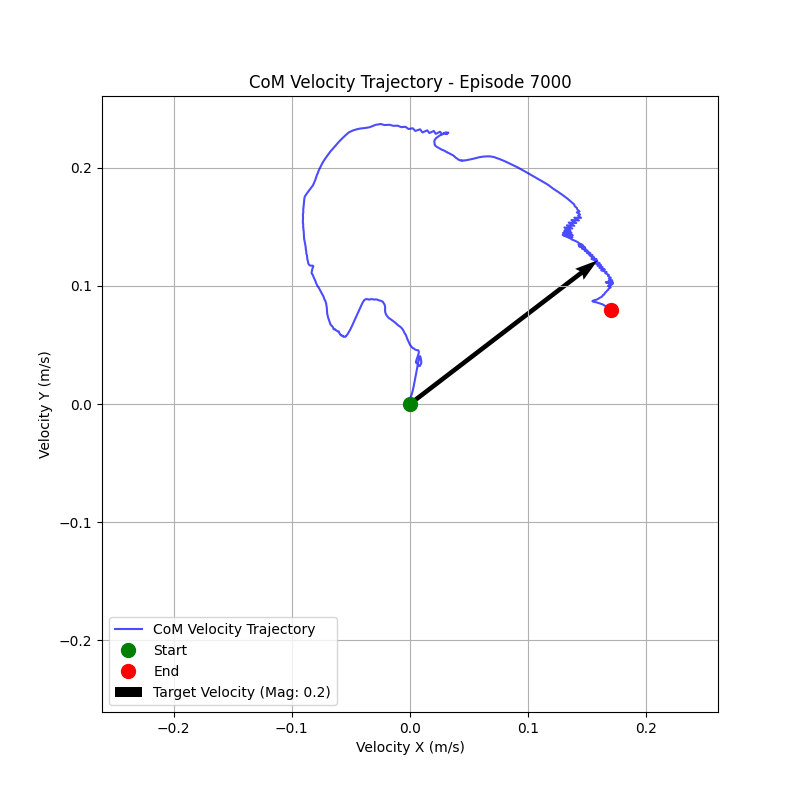 CoM Velocity Trajectory - Episode 7000
Velocity Y (m/s)
0.2
0.1
0.0
−0.1
−0.2
CoM Velocity Trajectory
Start
End
Target Velocity (Mag: 0.2)
−0.2 −0.1 0.0 0.1 0.2
Velocity X (m/s)